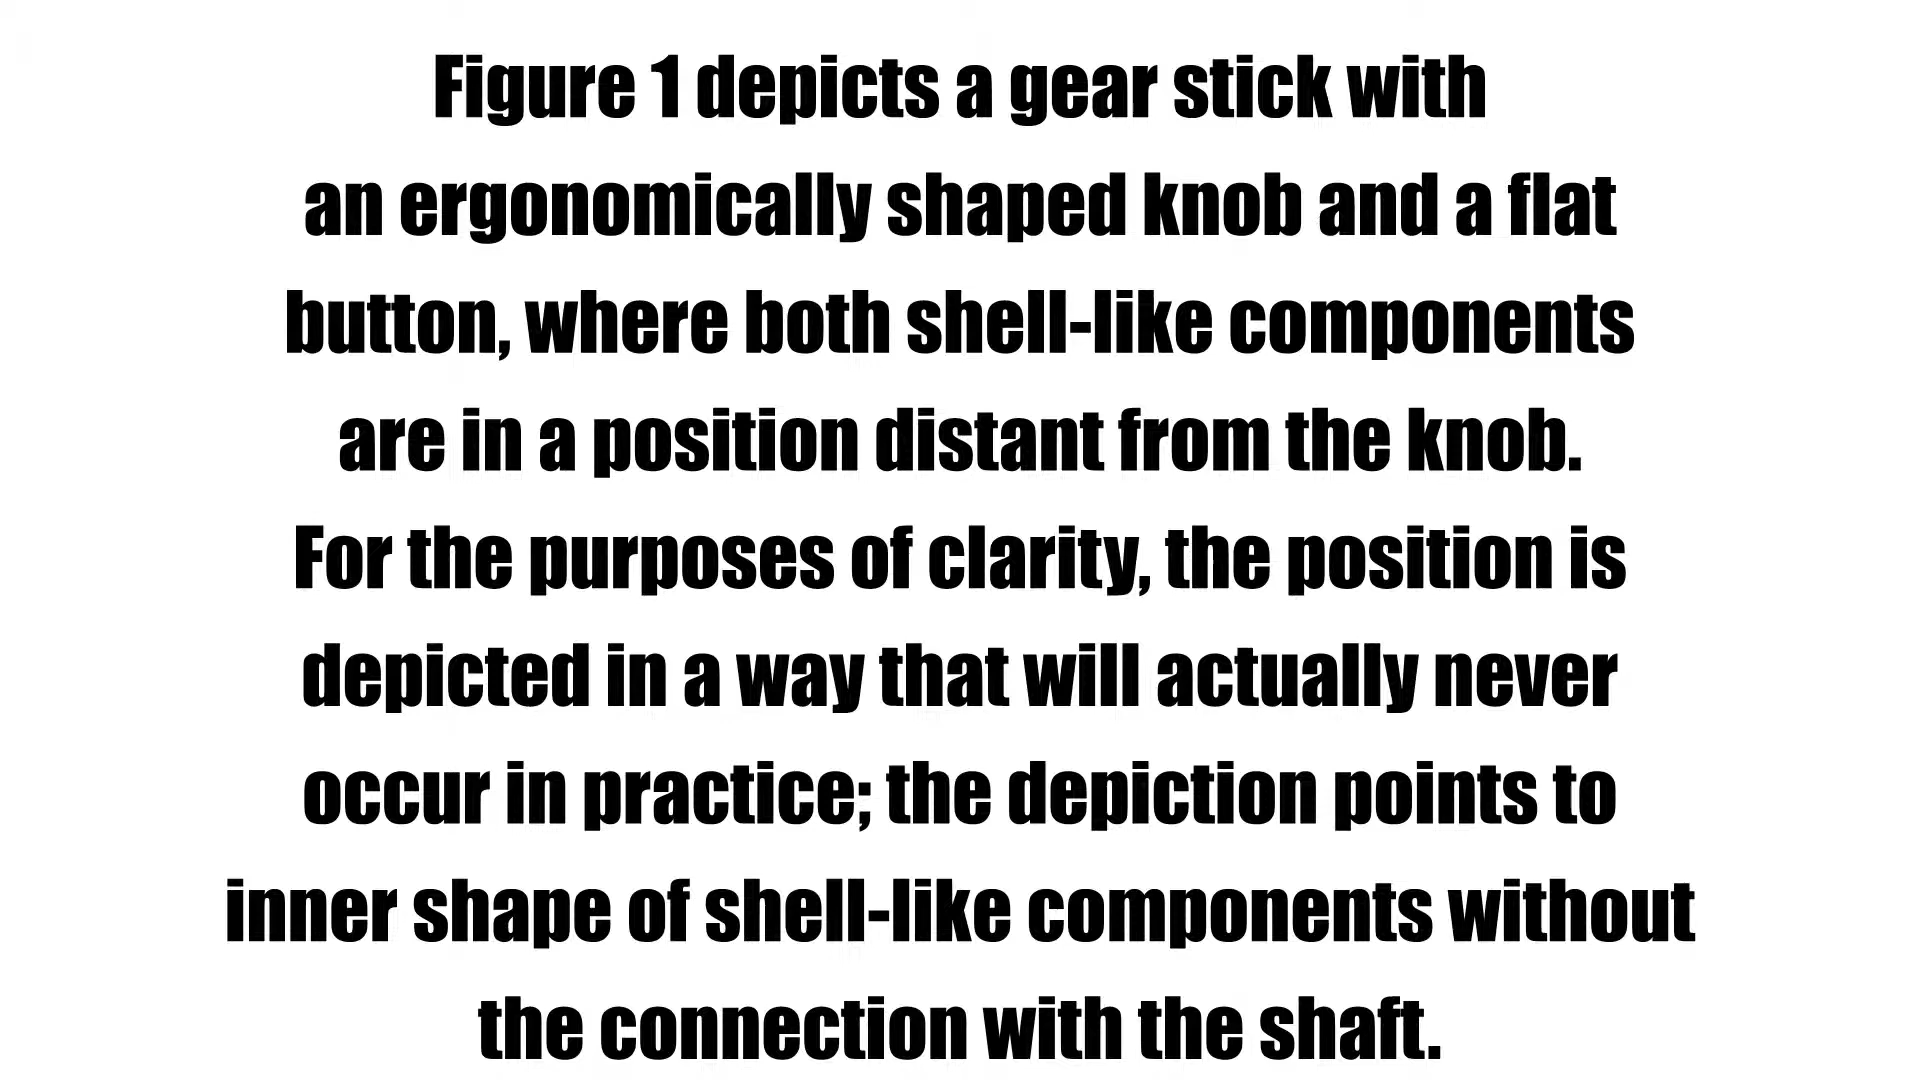 Figure 1 depicts a gear stick with
an ergonomically shaped knob and a flat
button, where both shell-like components
are in a position distant from the knob.
For the purposes of clarity, the position is
depicted in a way that will actually never
occur in practice; the depiction points to
inner shape of shell-like components without
the connection with the shaft.